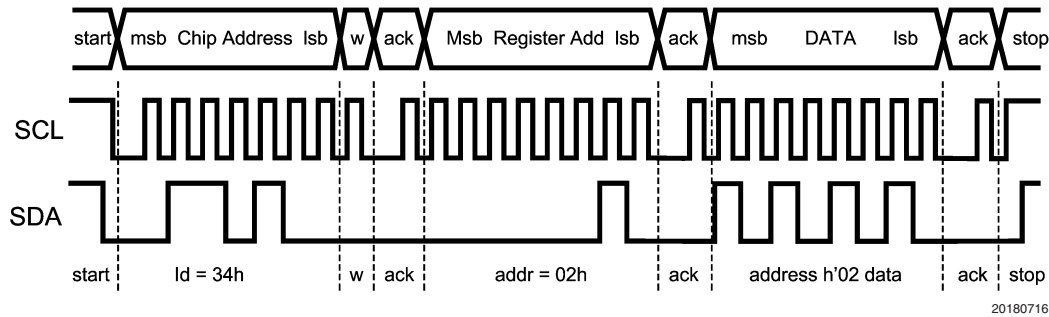 start msb Chip Address lsb w ack Msb Register Add lsb ack msb DATA lsb ack stop
SCL
SDA
start Id = 34h w ack addr = 02h ack address h'02 data ack stop
20180716